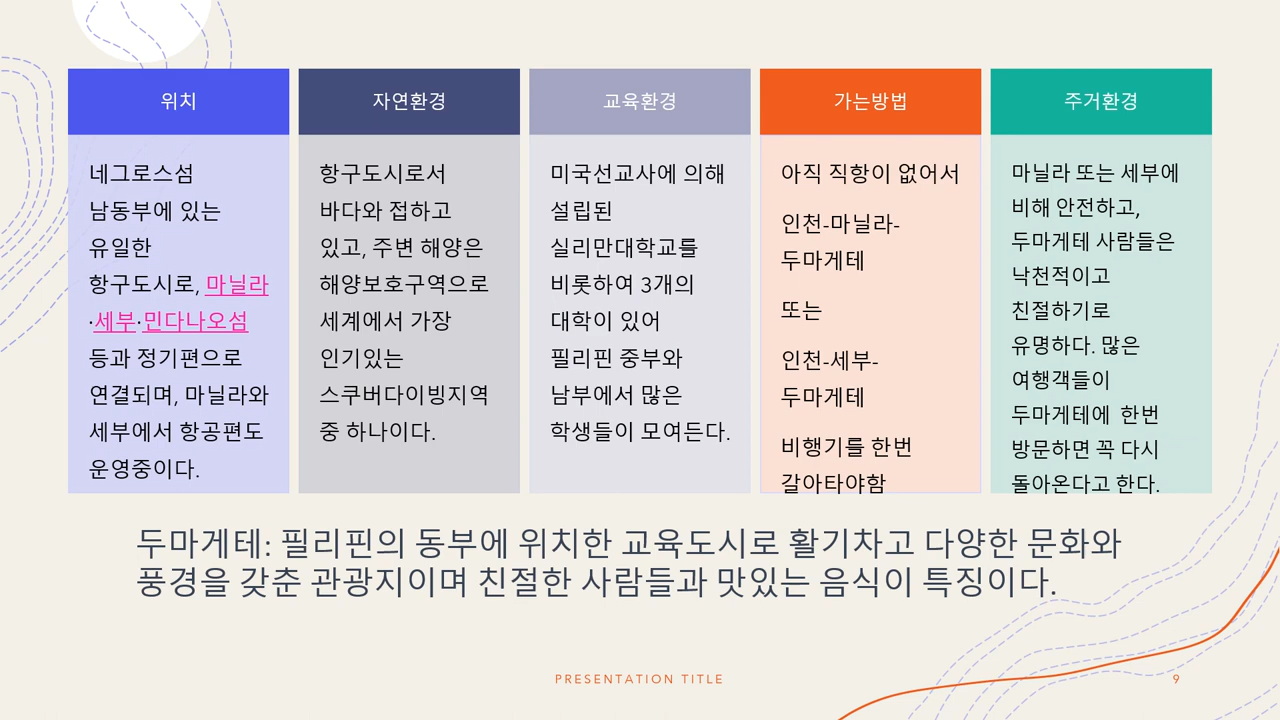 위치
네그로스섬
남동부에 있는
유일한
항구도시로, 마닐라
·세부·민다나오섬
등과 정기편으로
연결되며, 마닐라와
세부에서 항공편도
운영중이다.
자연환경
항구도시로서
바다와 접하고
있고, 주변 해양은
해양보호구역으로
세계에서 가장
인기있는
스쿠버다이빙지역
중 하나이다.
교육환경
미국선교사에 의해
설립된
실리만대학교를
비롯하여 3개의
대학이 있어
필리핀 중부와
남부에서 많은
학생들이 모여든다.
가는방법
아직 직항이 없어서
인천-마닐라-
두마게테
또는
인천-세부-
두마게테
비행기를 한번
갈아타야함
주거환경
마닐라 또는 세부에
비해 안전하고,
두마게테 사람들은
낙천적이고
친절하기로
유명하다. 많은
여행객들이
두마게테에 한번
방문하면 꼭 다시
돌아온다고 한다.
두마게테: 필리핀의 동부에 위치한 교육도시로 활기차고 다양한 문화와
풍경을 갖춘 관광지이며 친절한 사람들과 맛있는 음식이 특징이다.
PRESENTATION TITLE
9